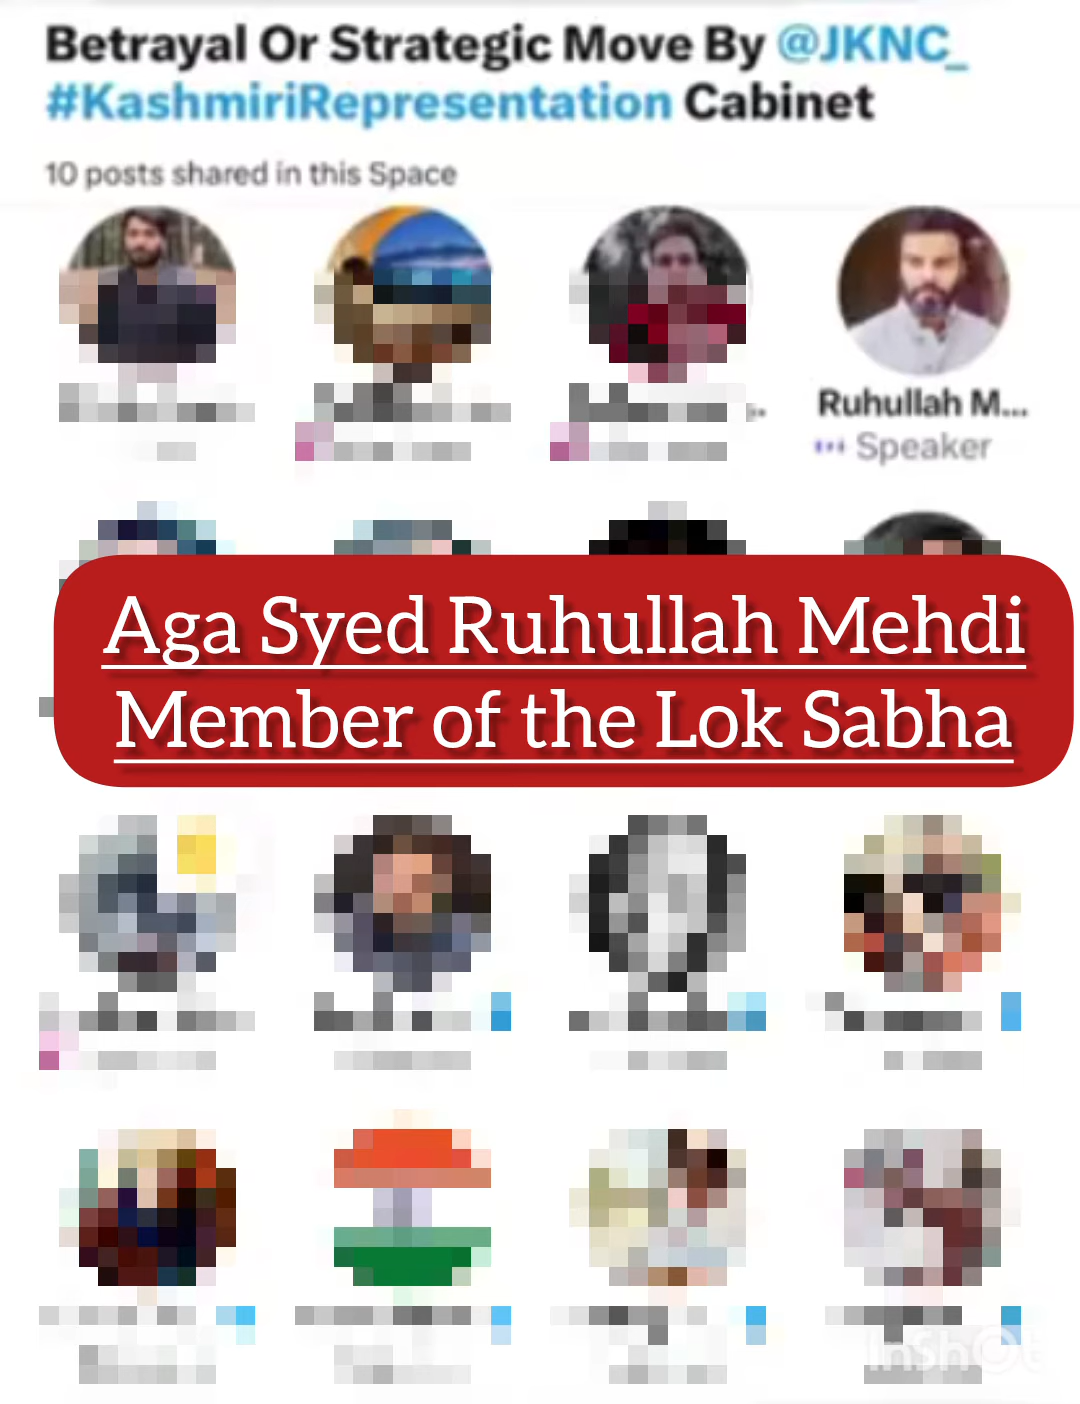 Betrayal Or Strategic Move By @JKNC_
#KashmiriRepresentation Cabinet
10 posts shared in this Space
Ruhullah M...
Speaker
Aga Syed Ruhullah Mehdi
Member of the Lok Sabha
InShOt